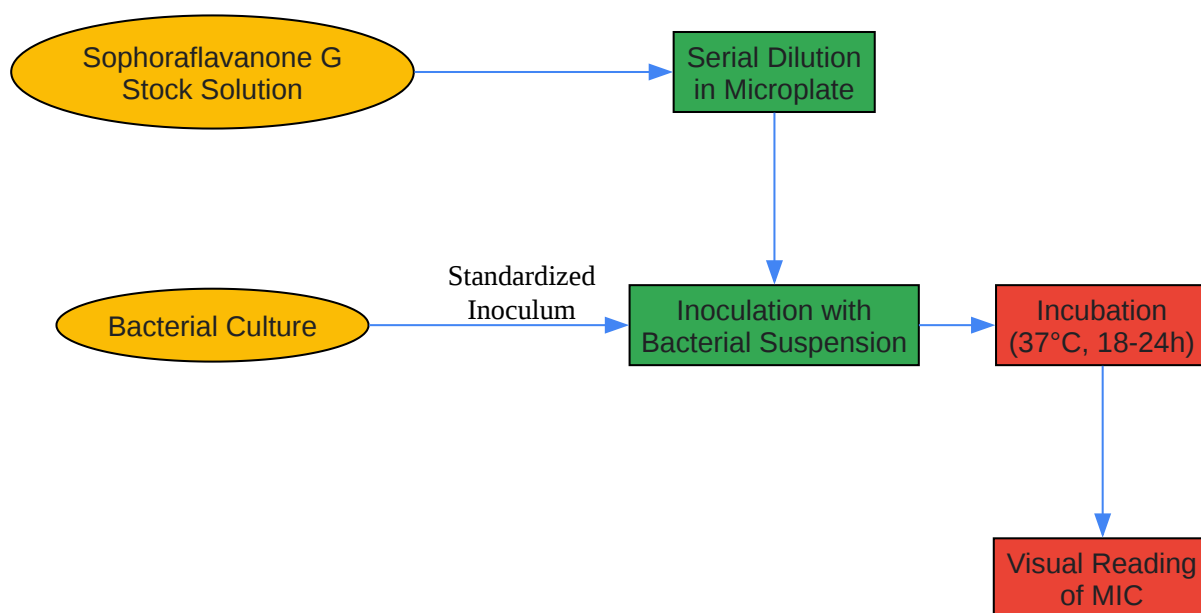 Sophoraflavanone G
Stock Solution
Serial Dilution
in Microplate
Bacterial Culture
Standardized
Inoculum
Inoculation with
Bacterial Suspension
Incubation
(37°C, 18-24h)
Visual Reading
of MIC